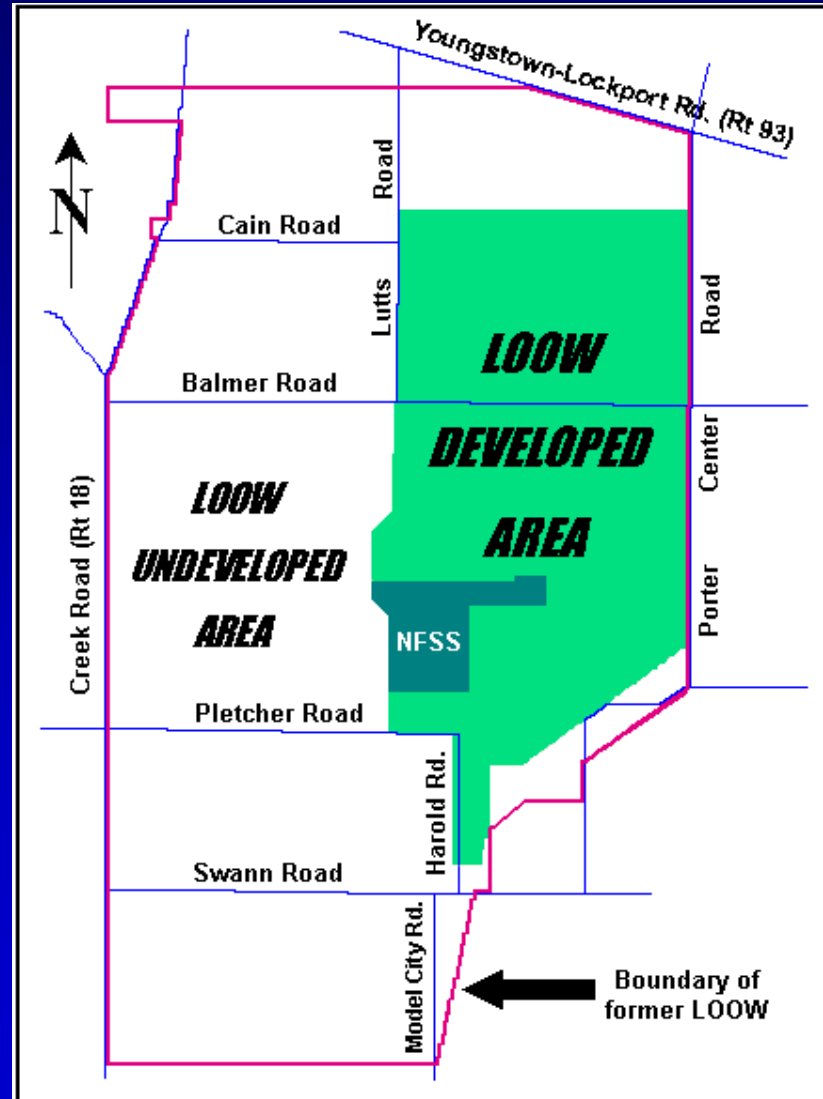 Youngstown-Lockport Rd. (Rt 93)
N
Road
Cain Road
Lutts
Road
LOOW
Balmer Road
DEVELOPED
Center
LOOW
Creek Road (Rt 18)
UNDEVELOPED
AREA
AREA
Porter
NFSS
Pletcher Road
Harold Rd.
Swann Road
Model City Rd.
Boundary of
former LOOW